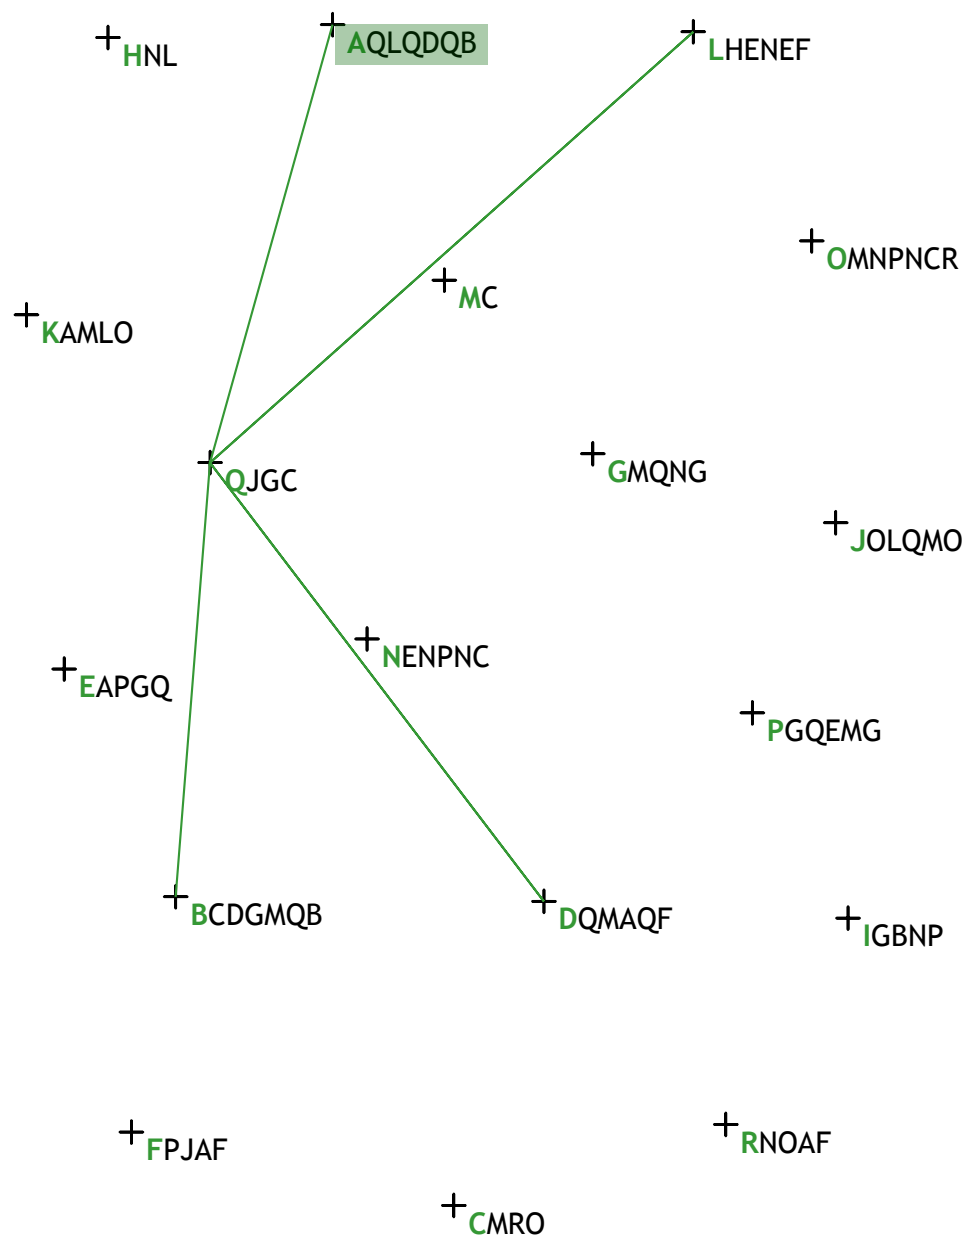 AQLQDQB
LHENEF
HNL
OMNPNCR
MC
KAMLO
GMQNG
QJGC
JOLQMO
NENPNC
EAPGQ
PGQEMG
BCDGMQB
DQMAQF
IGBNP
RNOAF
FPJAF
CMRO